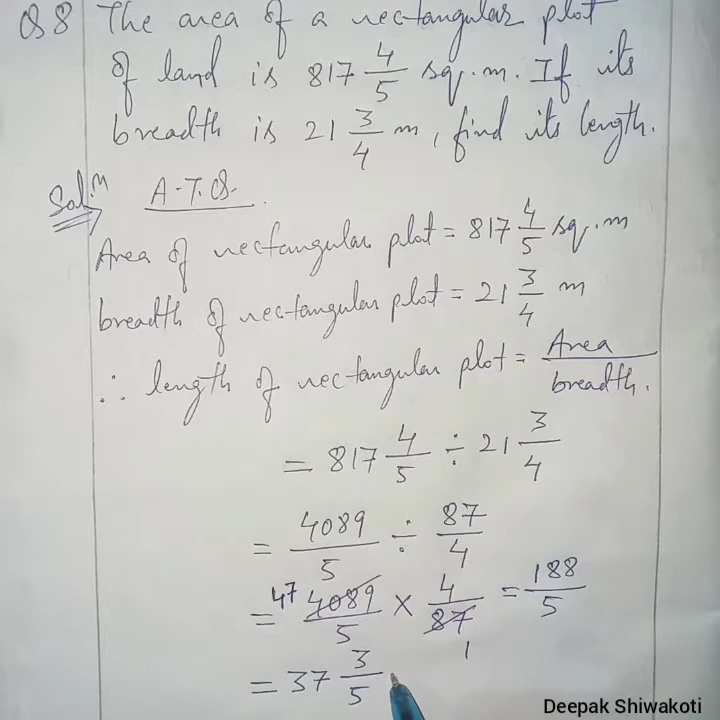 Q8 The area of a rectangular plot
of land is 817 4/5 sq.m. If its
breadth is 21 3/4 m, find its length.
Sol.n A.T.Q.
Area of rectangular plot = 817 4/5 sq.m
breadth of rectangular plot = 21 3/4 m
∴ length of rectangular plot = Area/breadth.
= 817 4/5 ÷ 21 3/4
= 4089/5 ÷ 87/4
= 47 4089/5 × 4/87 1 = 188/5
= 37 3/5
Deepak Shiwakoti